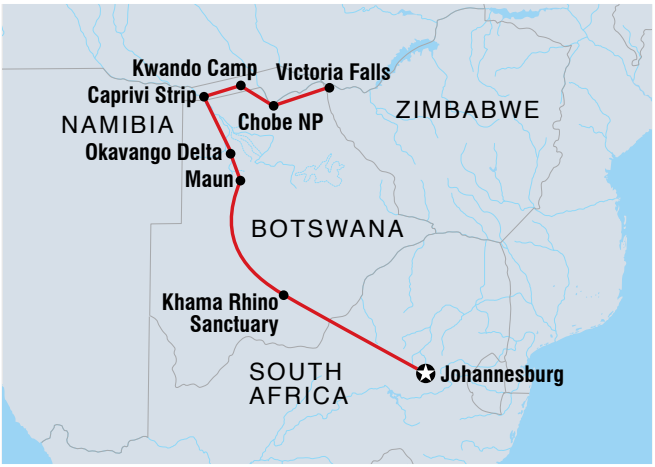 Kwando Camp
Victoria Falls
Caprivi Strip
ZIMBABWE
Chobe NP
NAMIBIA
Okavango Delta
Maun
BOTSWANA
Khama Rhino
Sanctuary
SOUTH
AFRICA
Johannesburg